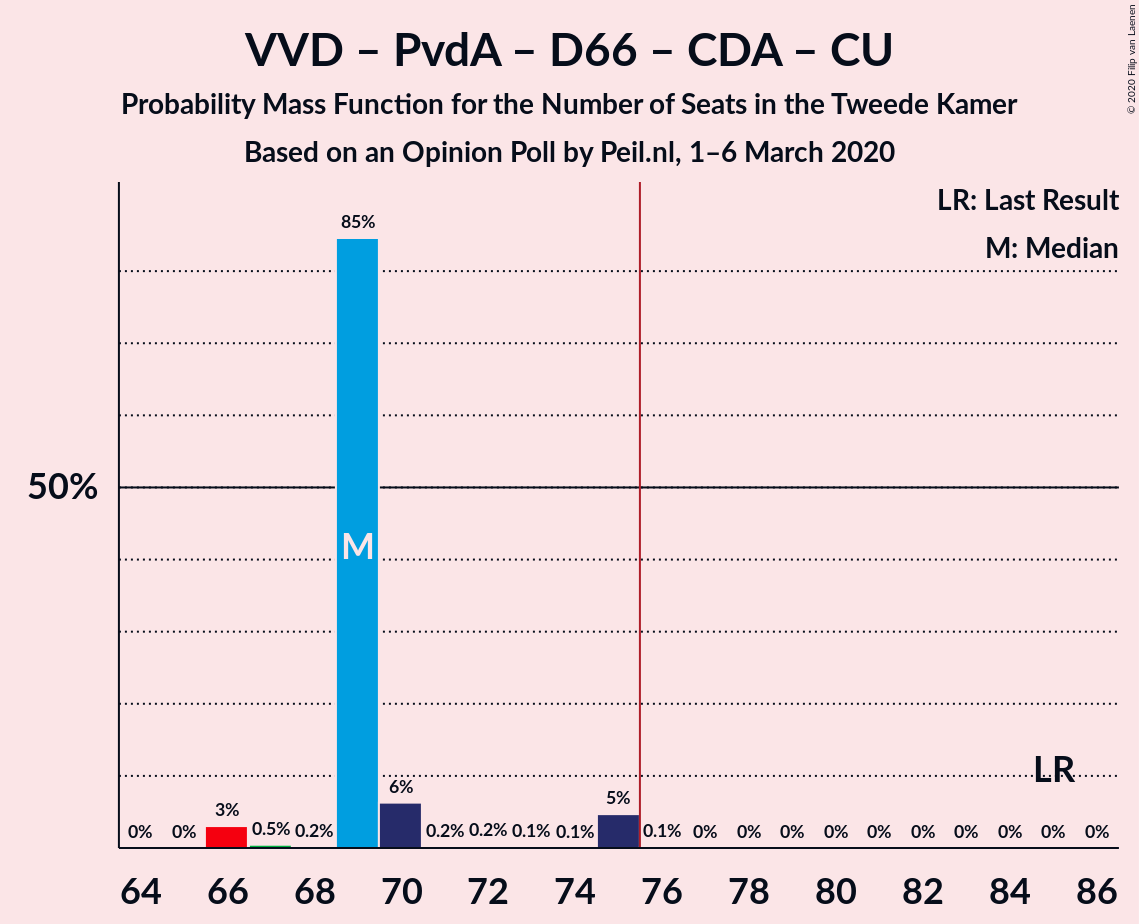 VVD – PvdA – D66 – CDA – CU
Probability Mass Function for the Number of Seats in the Tweede Kamer
Based on an Opinion Poll by Peil.nl, 1–6 March 2020
© 2020 Filip van Laenen
LR: Last Result
M: Median
85%
50%
M
LR
0% 0% 3% 0.5% 0.2% 6% 0.2% 0.2% 0.1% 0.1% 5% 0.1% 0% 0% 0% 0% 0% 0% 0% 0% 0% 0%
64 66 68 70 72 74 76 78 80 82 84 86